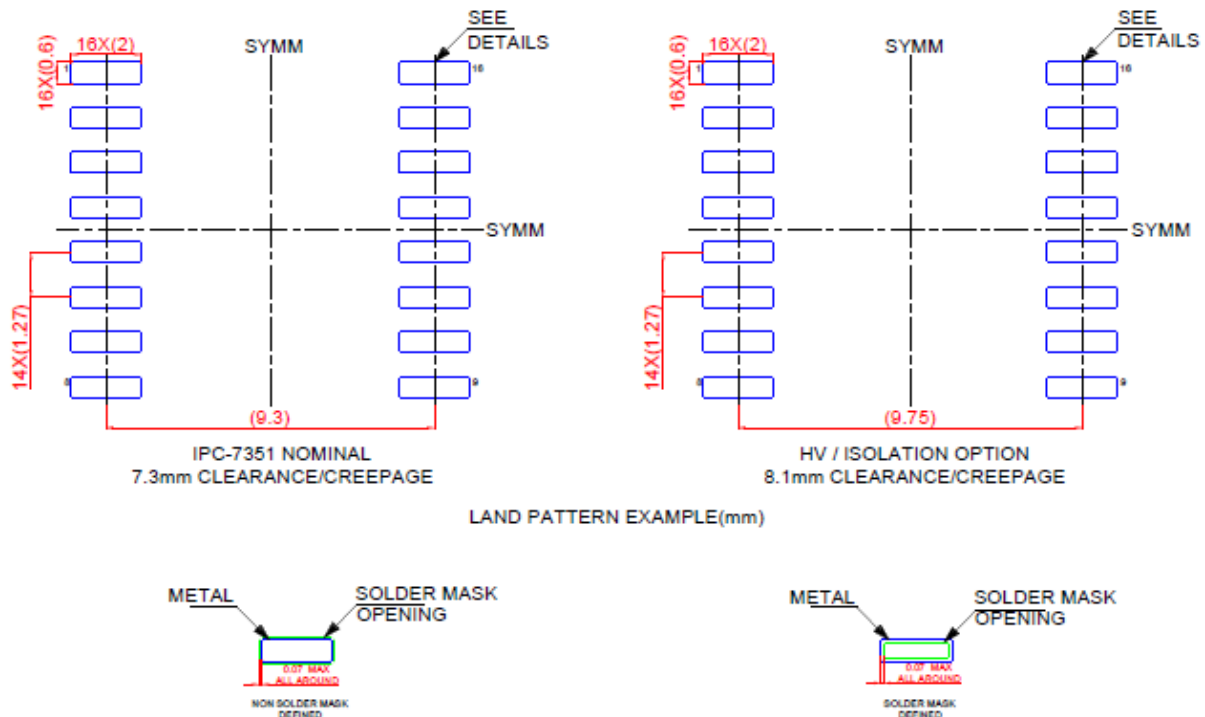 SEE
DETAILS
16X(2)
SYMM
16X(0.6)
1
16
SYMM
14X(1.27)
8
9
(9.3)
IPC-7351 NOMINAL
7.3mm CLEARANCE/CREEPAGE
SEE
DETAILS
16X(2)
SYMM
16X(0.6)
1
16
SYMM
14X(1.27)
8
9
(9.75)
HV / ISOLATION OPTION
8.1mm CLEARANCE/CREEPAGE
LAND PATTERN EXAMPLE(mm)
METAL
SOLDER MASK
OPENING
0.07 MAX
ALL AROUND
NON SOLDER MASK
DEFINED
METAL
SOLDER MASK
OPENING
0.07 MAX
ALL AROUND
SOLDER MASK
DEFINED